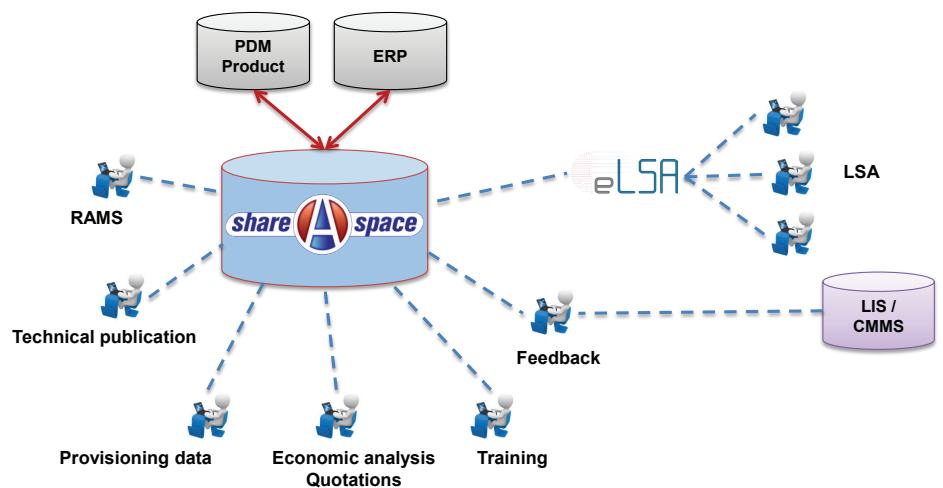 PDM
Product
ERP
RAMS
share A space
eLSA
LSA
Technical publication
Feedback
LIS /
CMMS
Provisioning data
Economic analysis
Quotations
Training